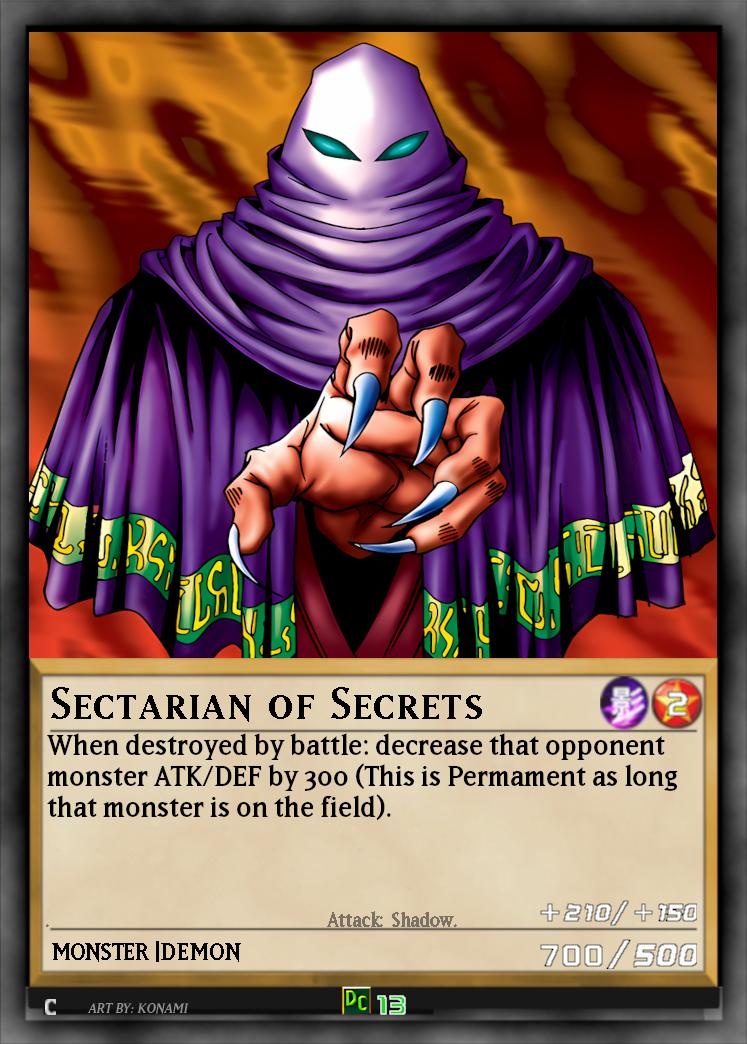 Sectarian of Secrets
影 2
When destroyed by battle: decrease that opponent
monster ATK/DEF by 300 (This is Permament as long
that monster is on the field).
Attack: Shadow.
+210/+150
MONSTER |DEMON
700/500
C ART BY: KONAMI DC 13